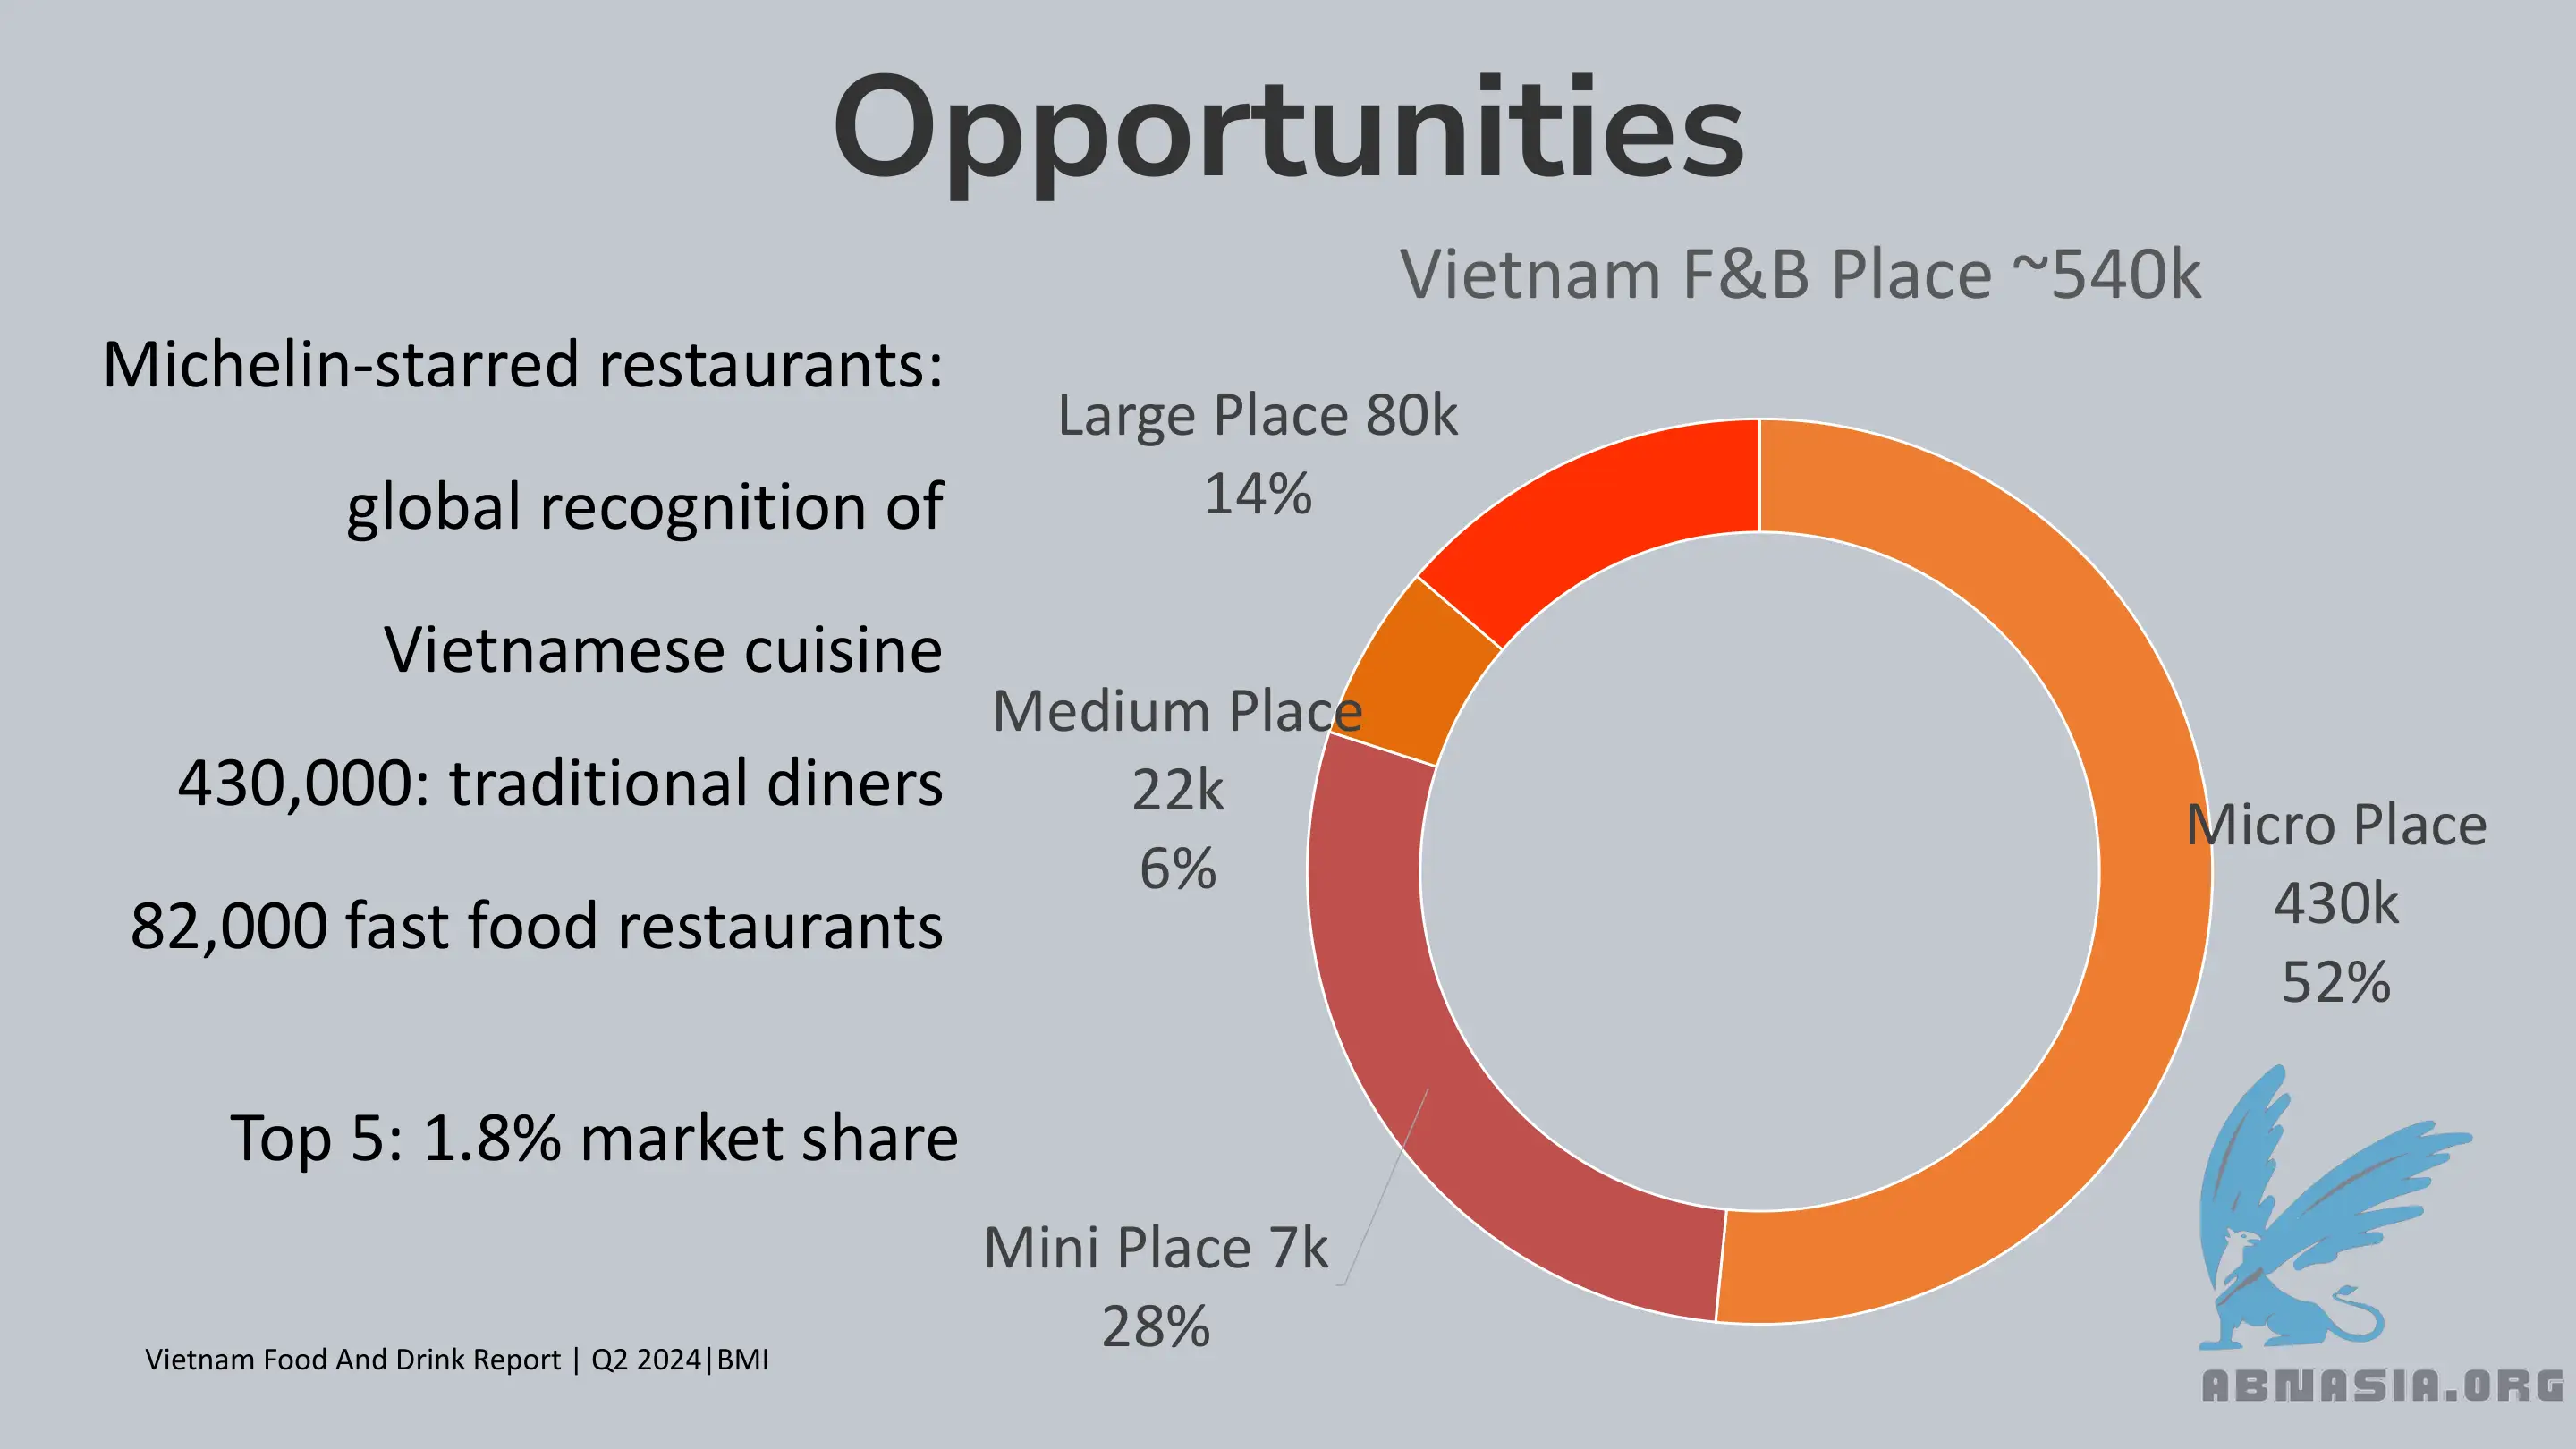 Opportunities
Michelin-starred restaurants:
global recognition of
Vietnamese cuisine
430,000: traditional diners
82,000 fast food restaurants
Top 5: 1.8% market share
Vietnam Food And Drink Report | Q2 2024|BMI
Vietnam F&B Place ~540k
Large Place 80k
14%
Medium Place
22k
6%
Micro Place
430k
52%
Mini Place 7k
28%
ABNASIA.ORG